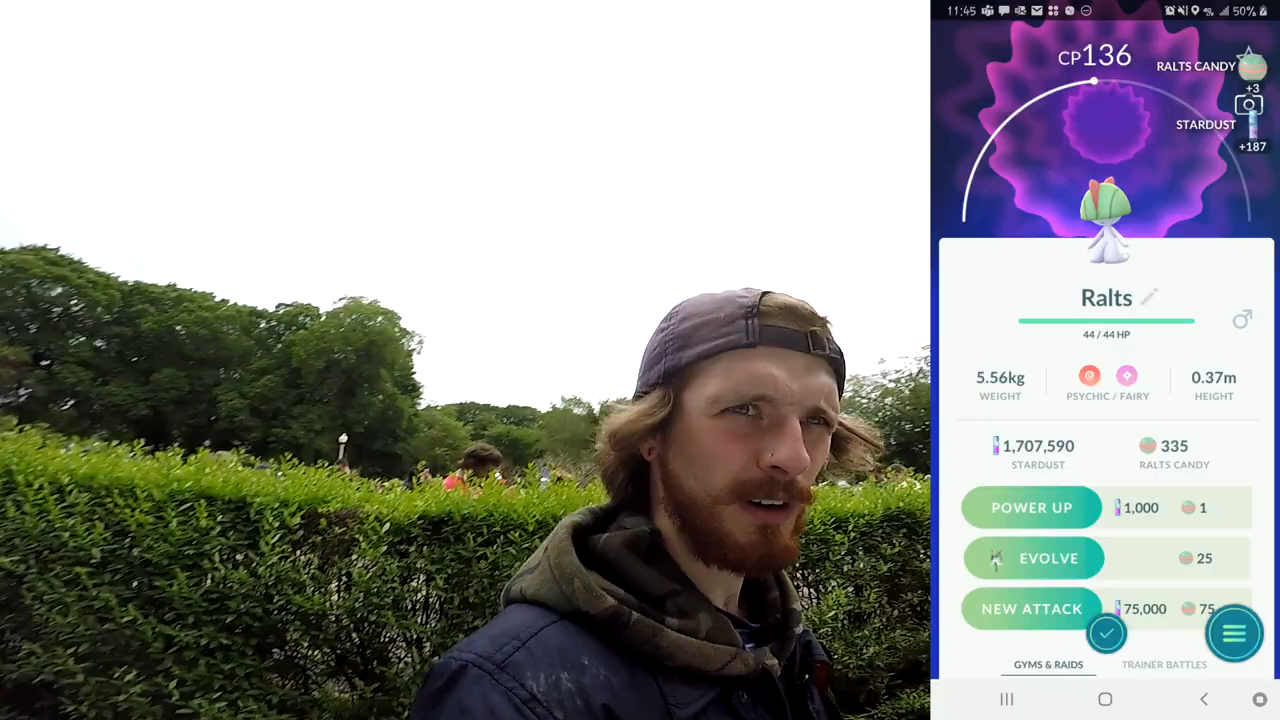 11:45
50%
CP136
RALTS CANDY
+3
STARDUST
+187
Ralts
44 / 44 HP
5.56kg
WEIGHT
PSYCHIC / FAIRY
0.37m
HEIGHT
1,707,590
STARDUST
335
RALTS CANDY
POWER UP 1,000 1
EVOLVE 25
NEW ATTACK 75,000 75
GYMS & RAIDS TRAINER BATTLES